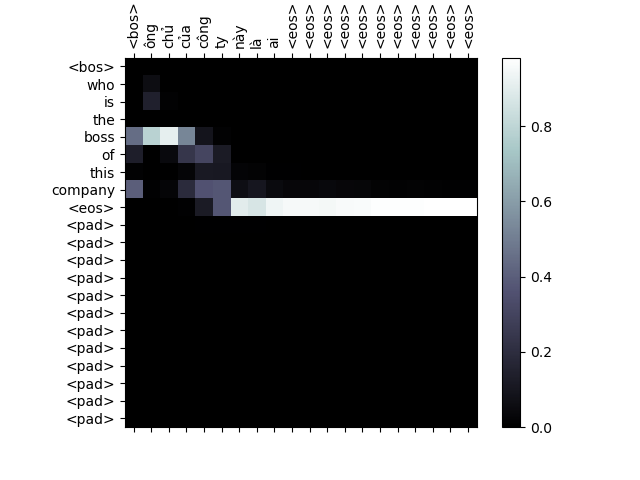 <bos> ông chủ của công ty này là ai <eos> <eos> <eos> <eos> <eos> <eos> <eos> <eos> <eos> <eos> <eos>
<bos>
who
is
the
boss
of
this
company
<eos>
<pad>
<pad>
<pad>
<pad>
<pad>
<pad>
<pad>
<pad>
<pad>
<pad>
<pad>
<pad>
0.8
0.6
0.4
0.2
0.0